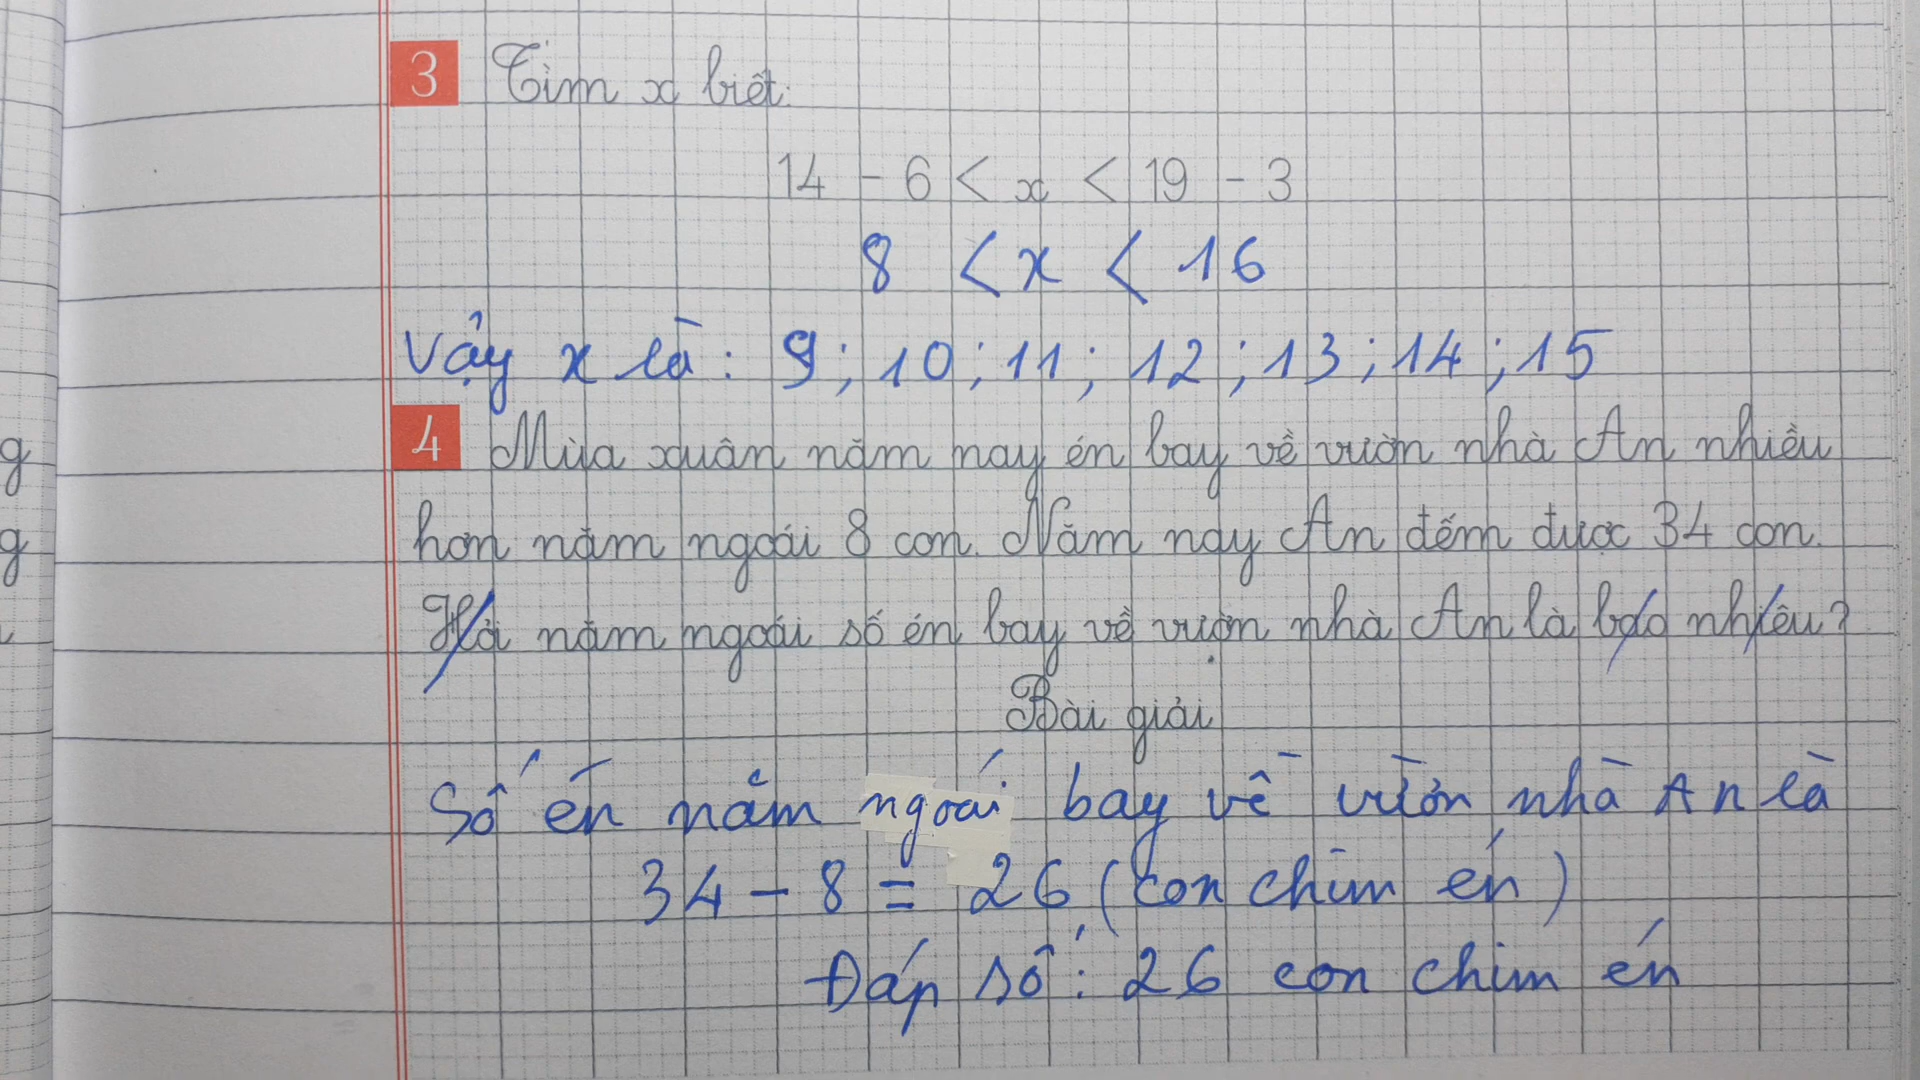 3 Tìm x biết:
14 - 6 < x < 19 - 3
8 < x < 16
Vậy x là: 9; 10; 11; 12; 13; 14; 15
4 Mùa xuân năm nay én bay về vườn nhà An nhiều
hơn năm ngoái 8 con. Năm nay An đếm được 34 con.
Hỏi năm ngoái số én bay về vườn nhà An là bao nhiêu?
Bài giải
Số én năm ngoái bay về vườn nhà An là
34 - 8 = 26 (con chim én)
Đáp số: 26 con chim én
g
g